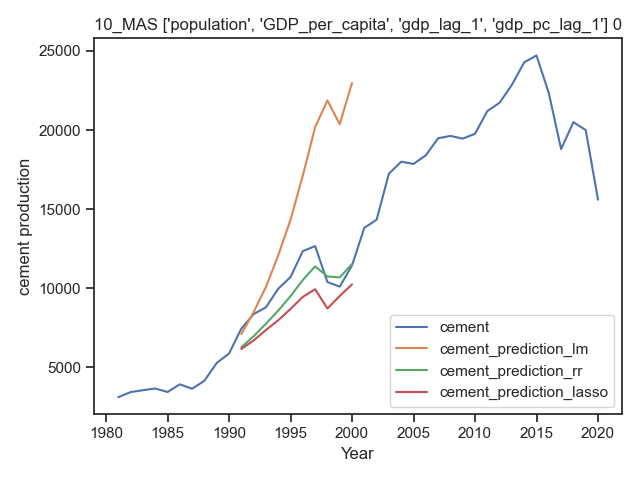 10_MAS ['population', 'GDP_per_capita', 'gdp_lag_1', 'gdp_pc_lag_1'] 0
25000
20000
15000
10000
5000
cement production
cement
cement_prediction_lm
cement_prediction_rr
cement_prediction_lasso
1980 1985 1990 1995 2000 2005 2010 2015 2020
Year